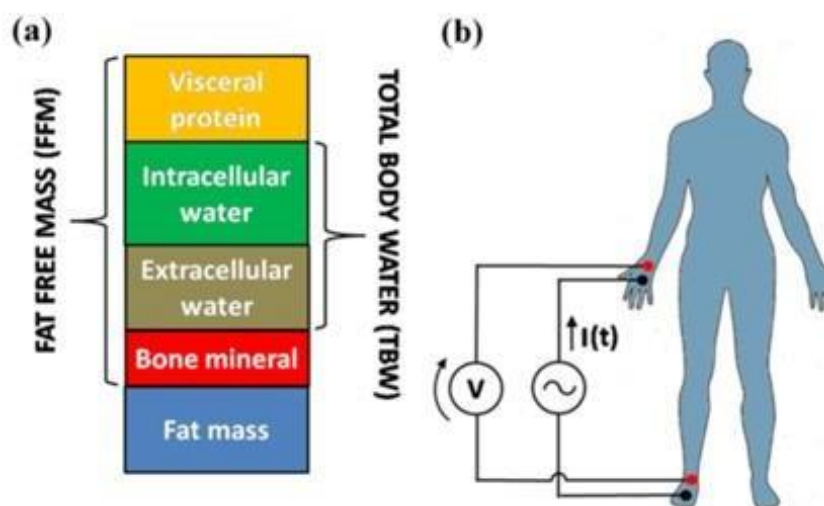 (a)
FAT FREE MASS (FFM)
Visceral
protein
Intracellular
water
Extracellular
water
Bone mineral
Fat mass
TOTAL BODY WATER (TBW)
(b)
I(t)
V